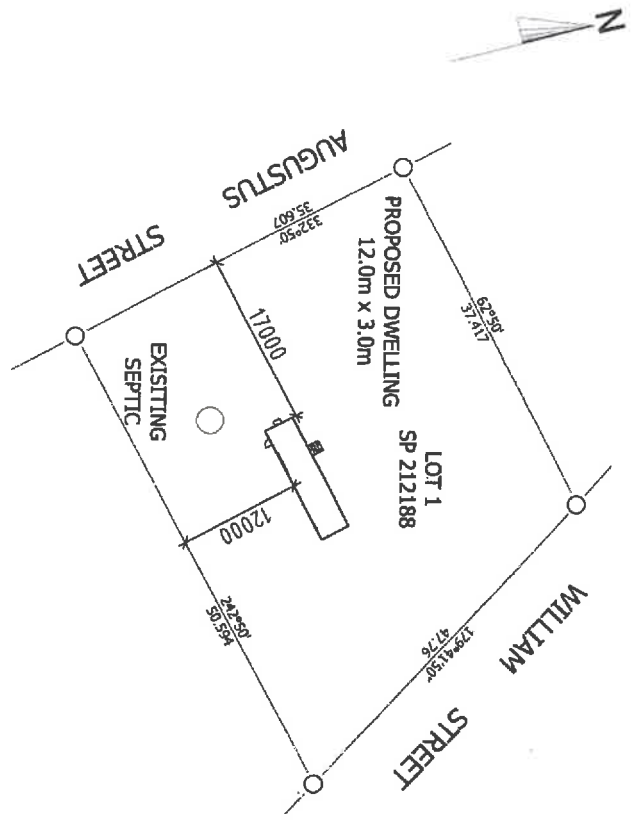 N
AUGUSTUS
STREET
332°50'
35.607
PROPOSED DWELLING
12.0m x 3.0m
62°50'
37.417
17000
EXISITING
SEPTIC
LOT 1
SP 212188
12000
242°50'
50.594
179°41'50"
47.76
WILLIAM
STREET